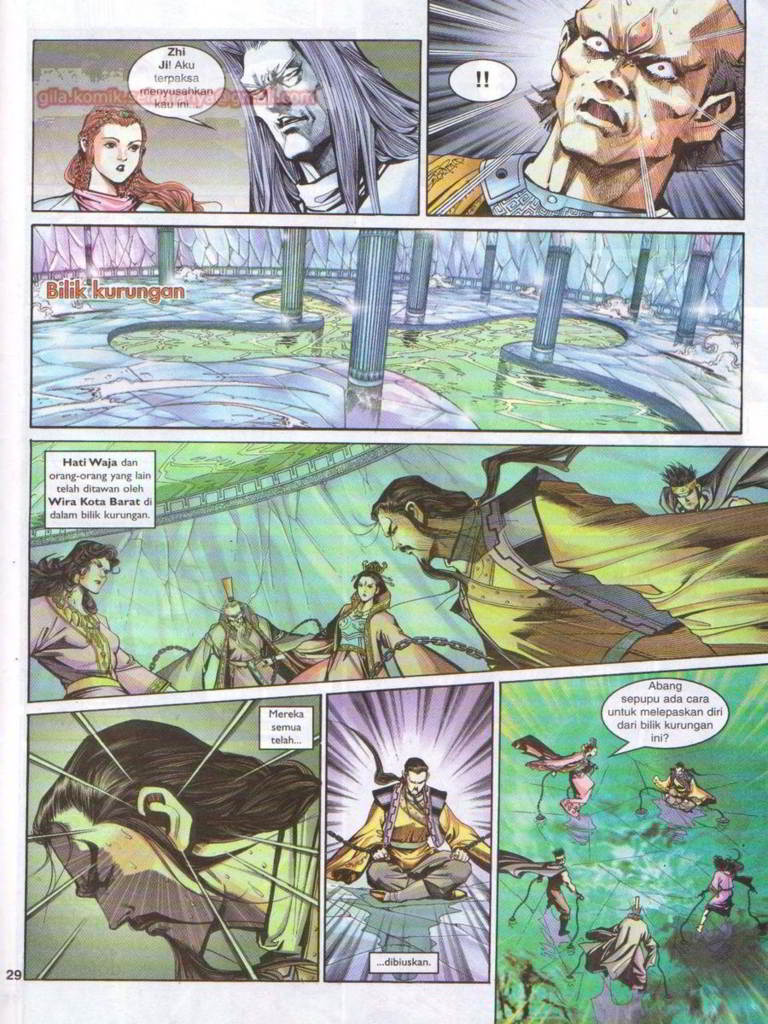 Zhi
Ji! Aku
terpaksa
menyusahkan
kau ini.
!!
Bilik kurungan
Hati Waja dan
orang-orang yang lain
telah ditawan oleh
Wira Kota Barat di
dalam bilik kurungan.
Mereka
semua
telah...
...dibiuskan.
Abang
sepupu ada cara
untuk melepaskan diri
dari bilik kurungan
ini?
29